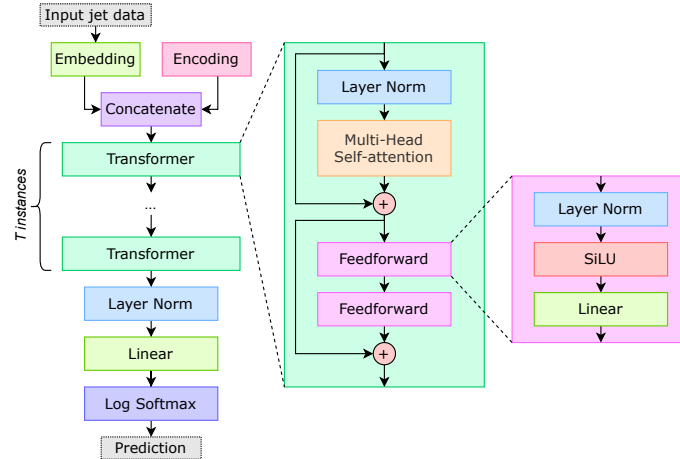 Input jet data
Embedding
Encoding
Concatenate
Transformer
T instances
...
Transformer
Layer Norm
Linear
Log Softmax
Prediction
Layer Norm
Multi-Head
Self-attention
+
Feedforward
Feedforward
+
Layer Norm
SiLU
Linear